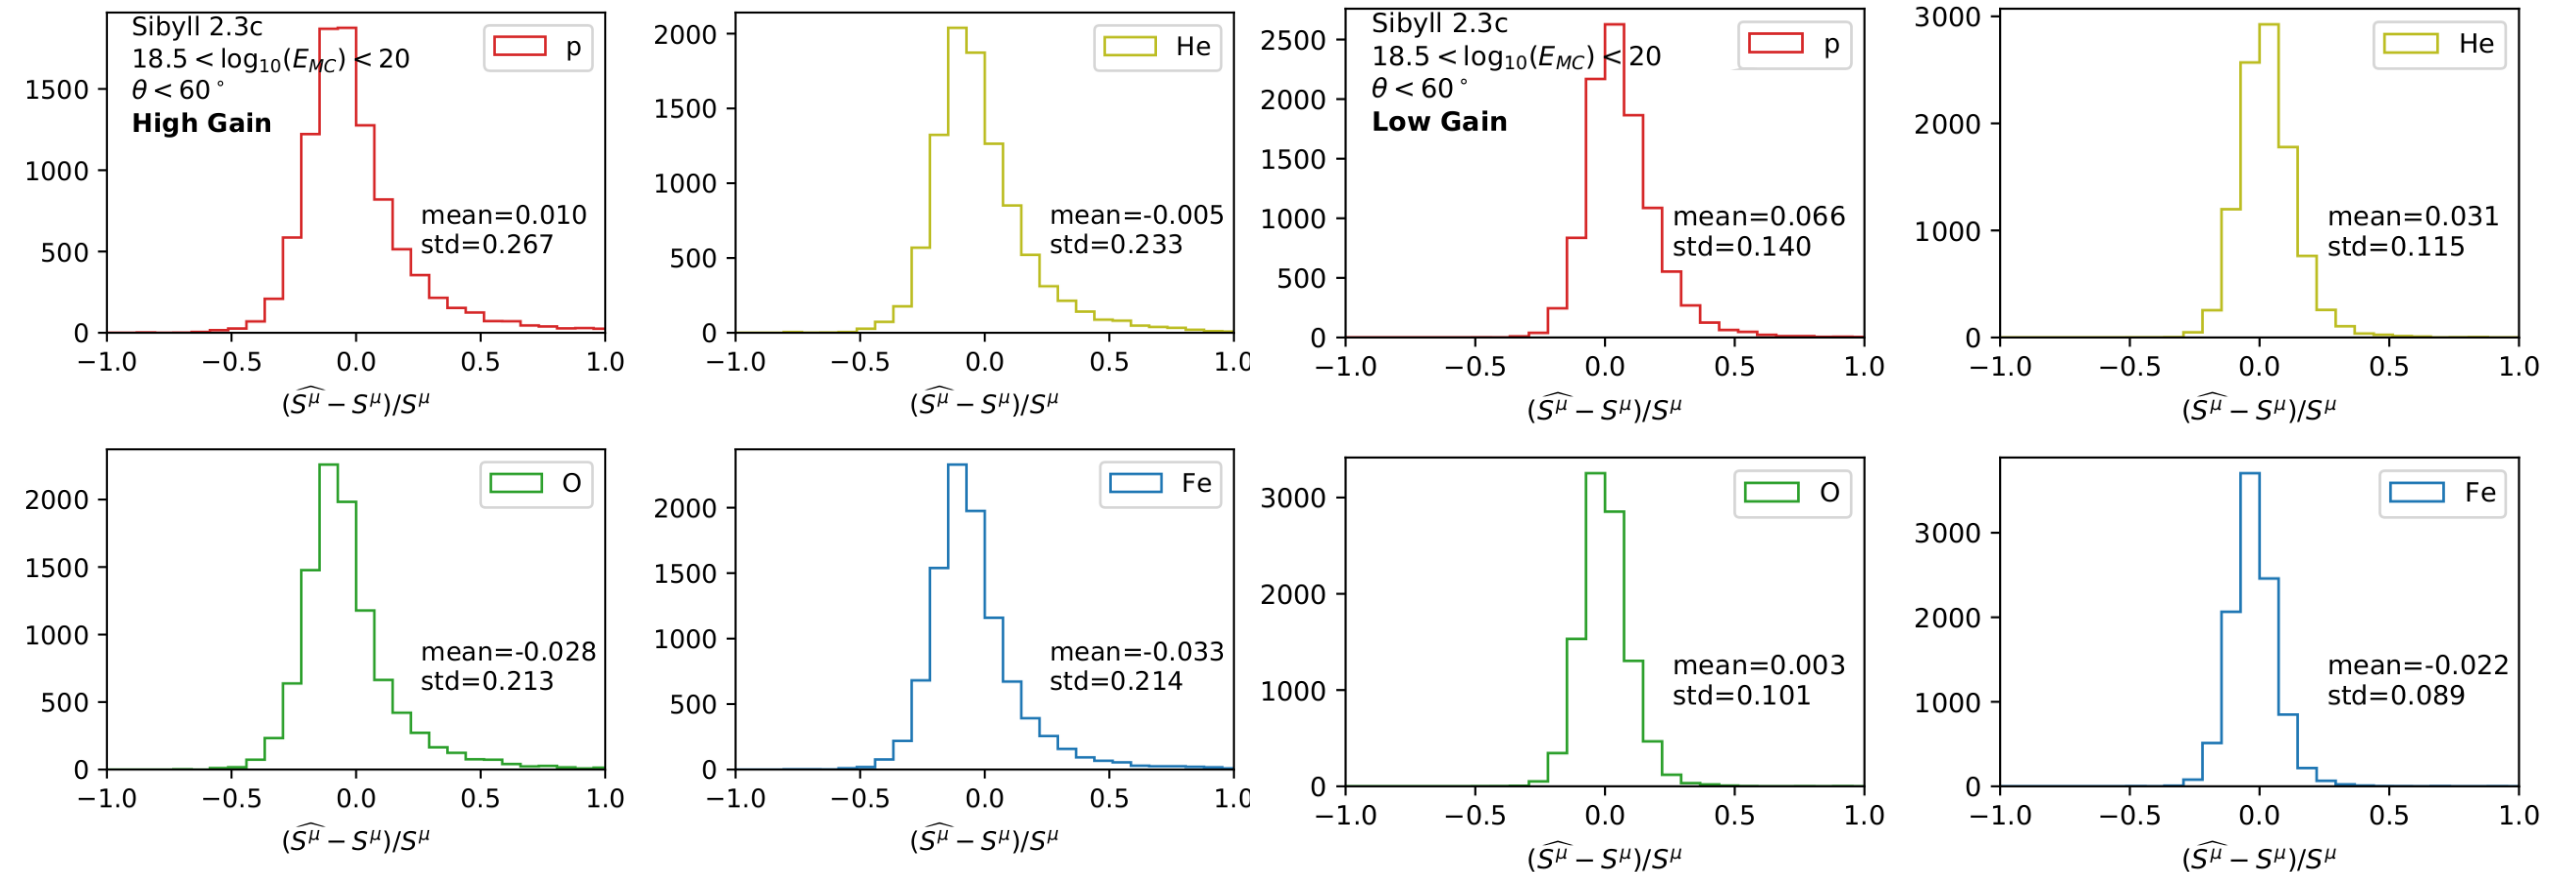 Sibyll 2.3c
18.5 < log₁₀(E_MC) < 20
θ < 60°
High Gain
p
mean=0.010
std=0.267
0
500
1000
1500
−1.0
−0.5
0.0
0.5
1.0
(Ŝ^μ − S^μ)/S^μ
He
mean=-0.005
std=0.233
0
500
1000
1500
2000
−1.0
−0.5
0.0
0.5
1.0
(Ŝ^μ − S^μ)/S^μ
Sibyll 2.3c
18.5 < log₁₀(E_MC) < 20
θ < 60°
Low Gain
p
mean=0.066
std=0.140
0
500
1000
1500
2000
2500
−1.0
−0.5
0.0
0.5
1.0
(Ŝ^μ − S^μ)/S^μ
He
mean=0.031
std=0.115
0
1000
2000
3000
−1.0
−0.5
0.0
0.5
1.0
(Ŝ^μ − S^μ)/S^μ
O
mean=-0.028
std=0.213
0
500
1000
1500
2000
−1.0
−0.5
0.0
0.5
1.0
(Ŝ^μ − S^μ)/S^μ
Fe
mean=-0.033
std=0.214
0
500
1000
1500
2000
−1.0
−0.5
0.0
0.5
1.0
(Ŝ^μ − S^μ)/S^μ
O
mean=0.003
std=0.101
0
1000
2000
3000
−1.0
−0.5
0.0
0.5
1.0
(Ŝ^μ − S^μ)/S^μ
Fe
mean=-0.022
std=0.089
0
1000
2000
3000
−1.0
−0.5
0.0
0.5
1.0
(Ŝ^μ − S^μ)/S^μ